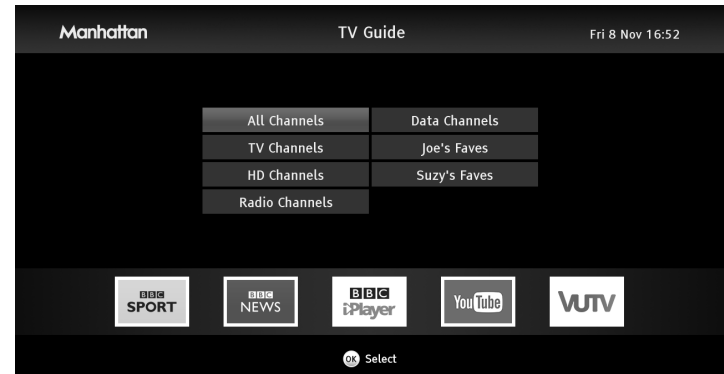 Manhattan TV Guide Fri 8 Nov 16:52
All Channels Data Channels
TV Channels Joe's Faves
HD Channels Suzy's Faves
Radio Channels
BBC SPORT
BBC NEWS
BBC iPlayer
YouTube
VUTV
OK Select